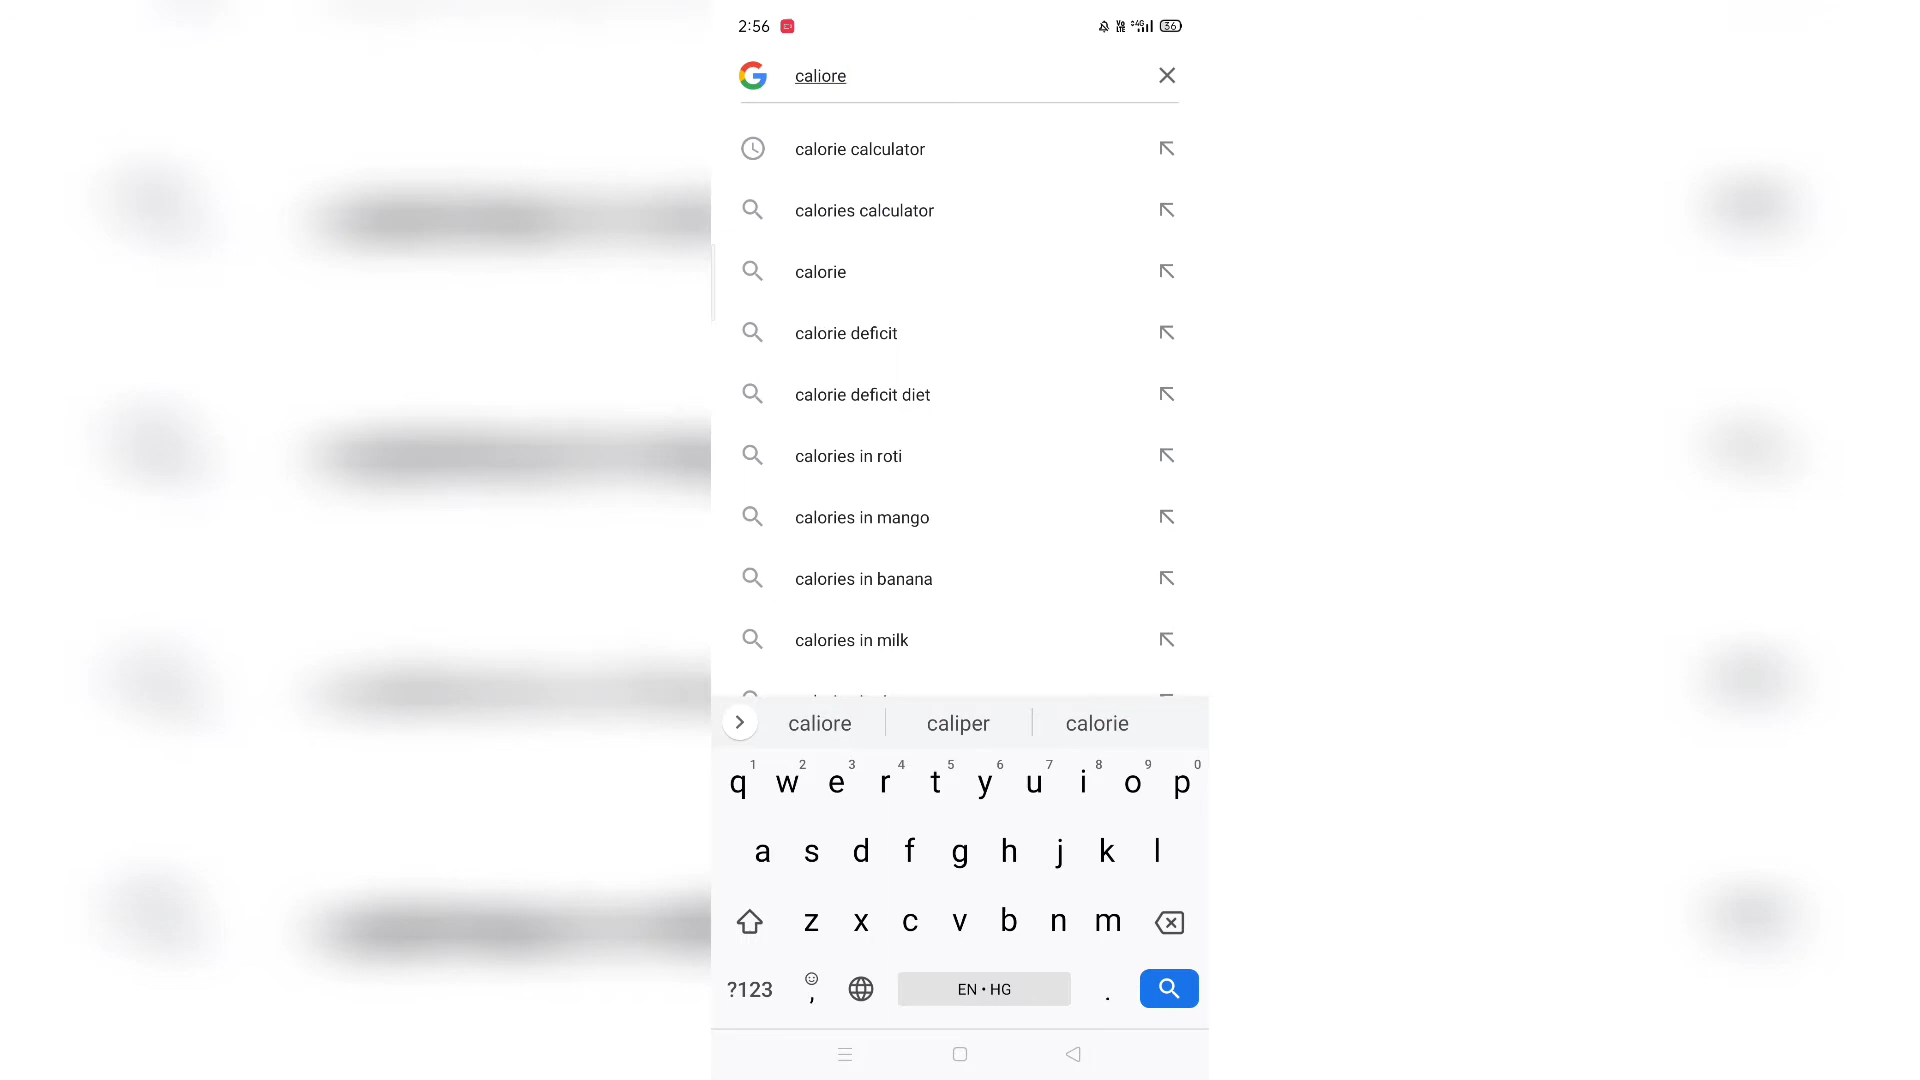 2:56 36
caliore
calorie calculator
calories calculator
calorie
calorie deficit
calorie deficit diet
calories in roti
calories in mango
calories in banana
calories in milk
caliore caliper calorie
1 2 3 4 5 6 7 8 9 0
q w e r t y u i o p
a s d f g h j k l
z x c v b n m
?123 , EN • HG .